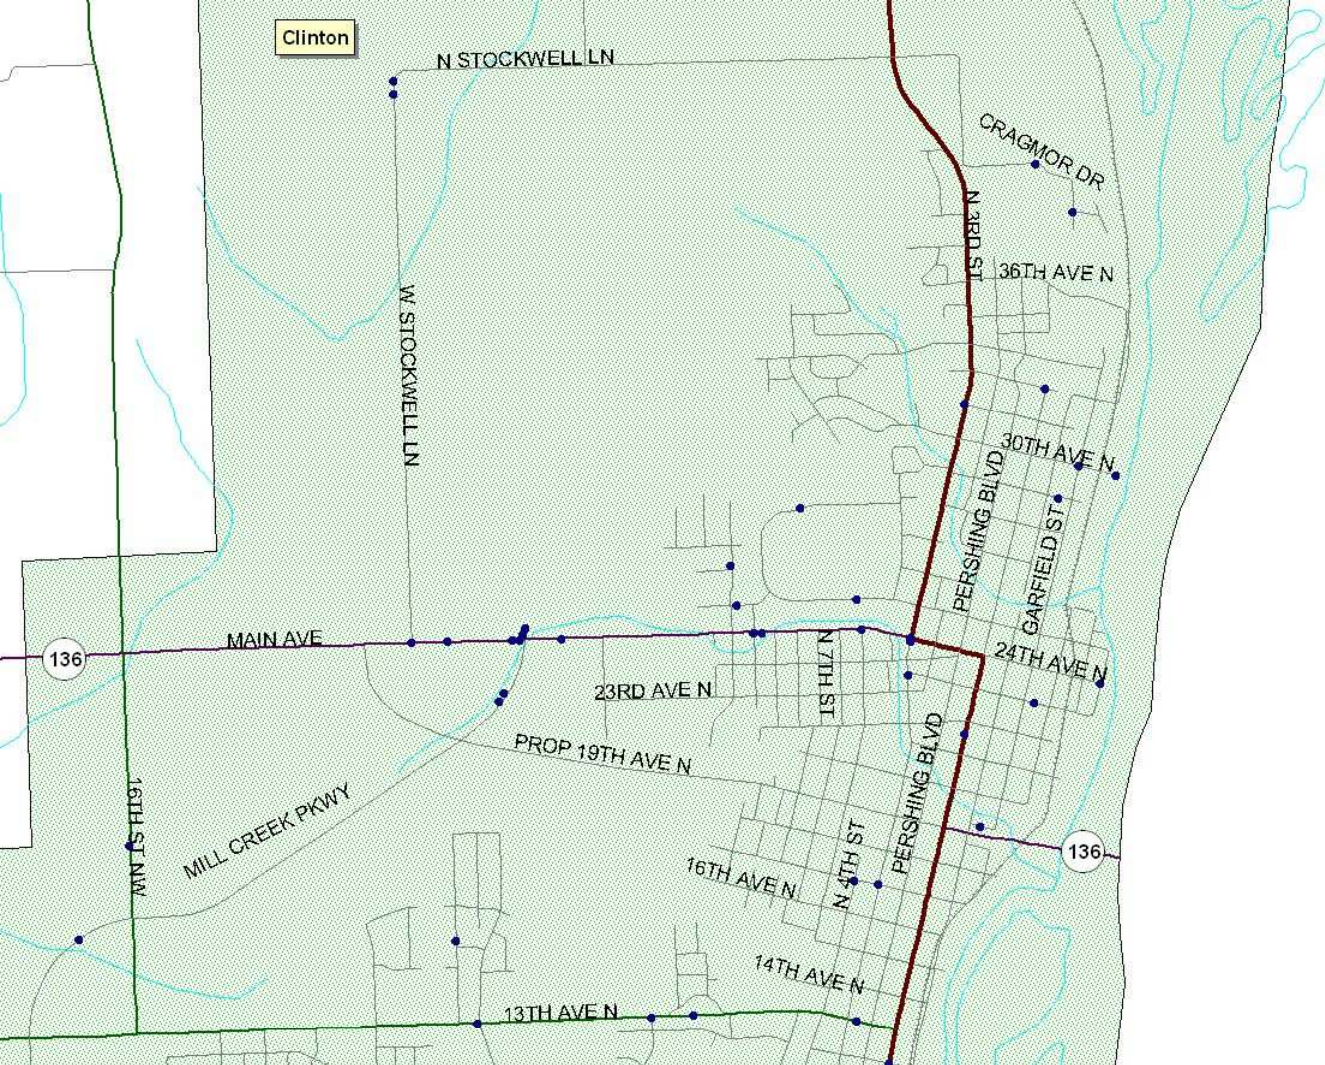 Clinton
N STOCKWELL LN
CRAGMOR DR
N 3RD ST
36TH AVE N
W STOCKWELL LN
30TH AVE N
PERSHING BLVD
GARFIELD ST
MAIN AVE
136
N 7TH ST
24TH AVE N
23RD AVE N
PROP 19TH AVE N
PERSHING BLVD
16TH ST NW
MILL CREEK PKWY
N 4TH ST
136
16TH AVE N
14TH AVE N
13TH AVE N